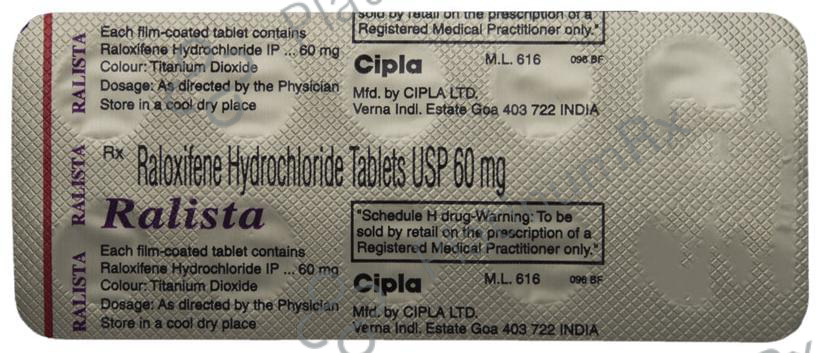 RALISTA
Each film-coated tablet contains
Raloxifene Hydrochloride IP ... 60 mg
Colour: Titanium Dioxide
Dosage: As directed by the Physician
Store in a cool dry place
sold by retail on the prescription of a
Registered Medical Practitioner only."
Cipla
M.L. 616
096 BF
Mfd. by CIPLA LTD.
Verna Indl. Estate Goa 403 722 INDIA
RALISTA
Rx Raloxifene Hydrochloride Tablets USP 60 mg
Ralista
"Schedule H drug-Warning: To be
sold by retail on the prescription of a
Registered Medical Practitioner only."
RALISTA
Each film-coated tablet contains
Raloxifene Hydrochloride IP ... 60 mg
Colour: Titanium Dioxide
Dosage: As directed by the Physician
Store in a cool dry place
Cipla
M.L. 616
096 BF
Mfd. by CIPLA LTD.
Verna Indl. Estate Goa 403 722 INDIA